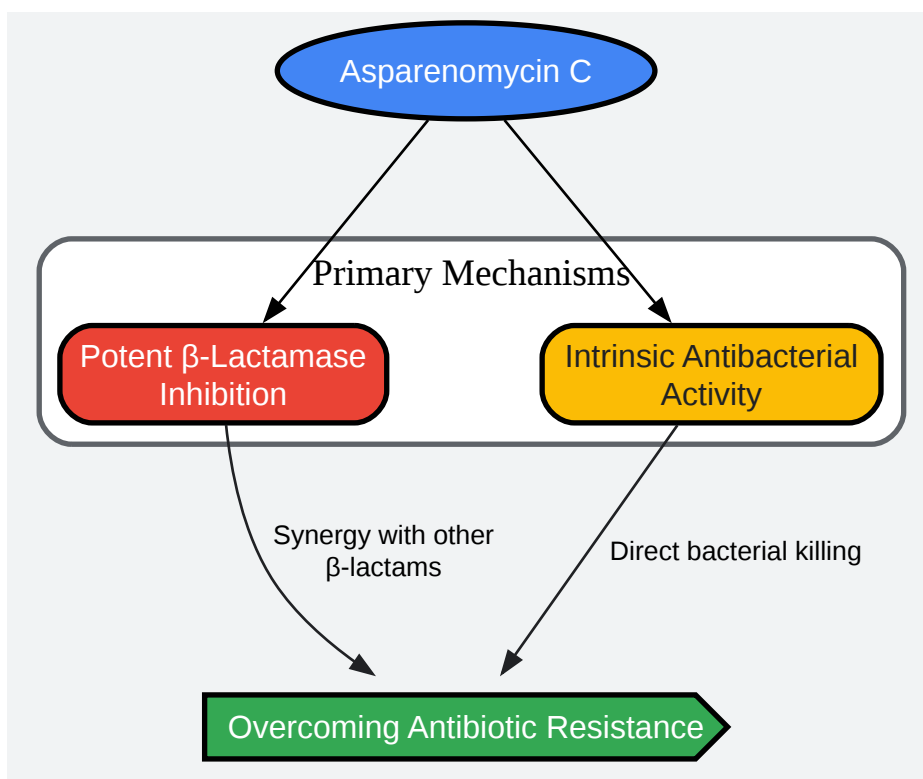 Asparenomycin C
Primary Mechanisms
Potent β-Lactamase
Inhibition
Intrinsic Antibacterial
Activity
Synergy with other
β-lactams
Direct bacterial killing
Overcoming Antibiotic Resistance